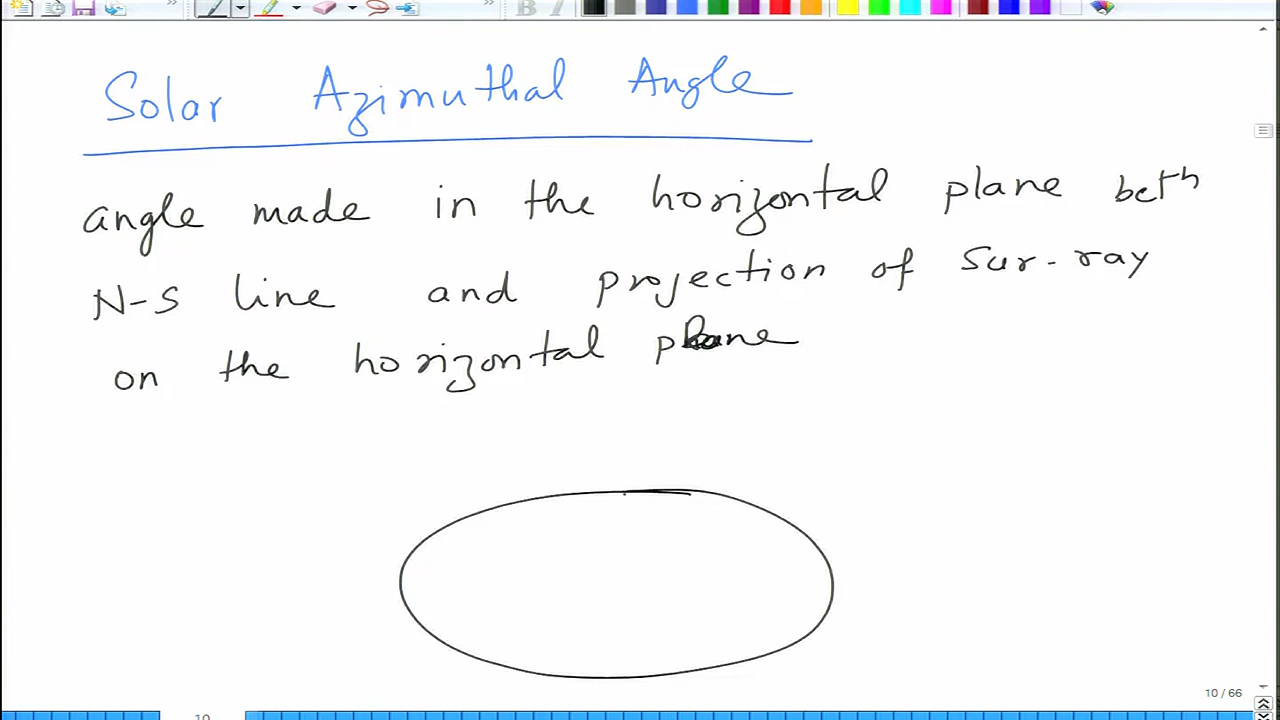 Solar Azimuthal Angle
angle made in the horizontal plane betn
N-S line and projection of sun-ray
on the horizontal plane
10 / 66
10